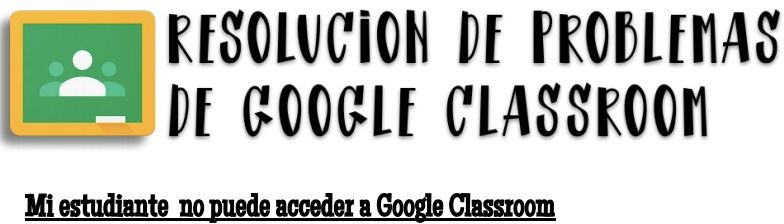 RESOLUCION DE PROBLEMAS
DE GOOGLE CLASSROOM
Mi estudiante no puede acceder a Google Classroom